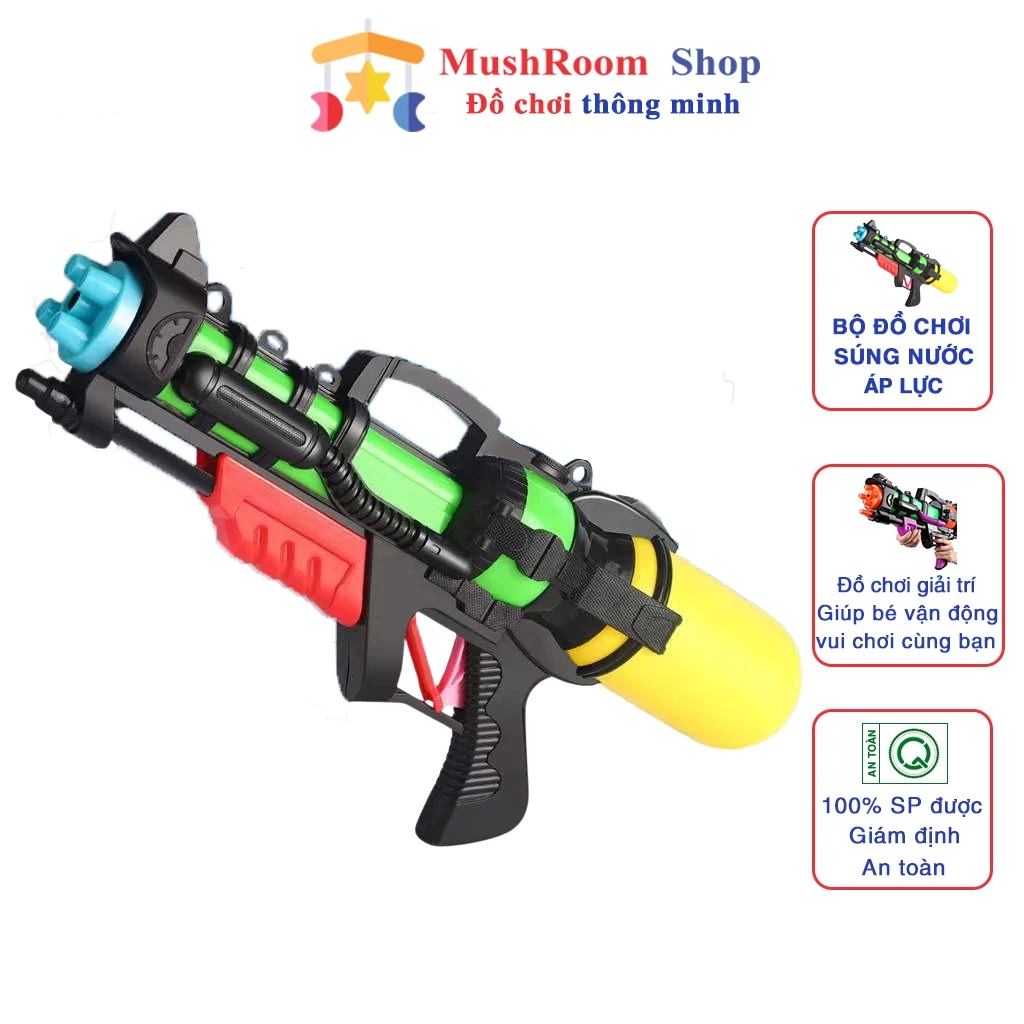 MushRoom Shop
Đồ chơi thông minh
BỘ ĐỒ CHƠI
SÚNG NƯỚC
ÁP LỰC
Đồ chơi giải trí
Giúp bé vận động
vui chơi cùng bạn
AN TOÀN
100% SP được
Giám định
An toàn